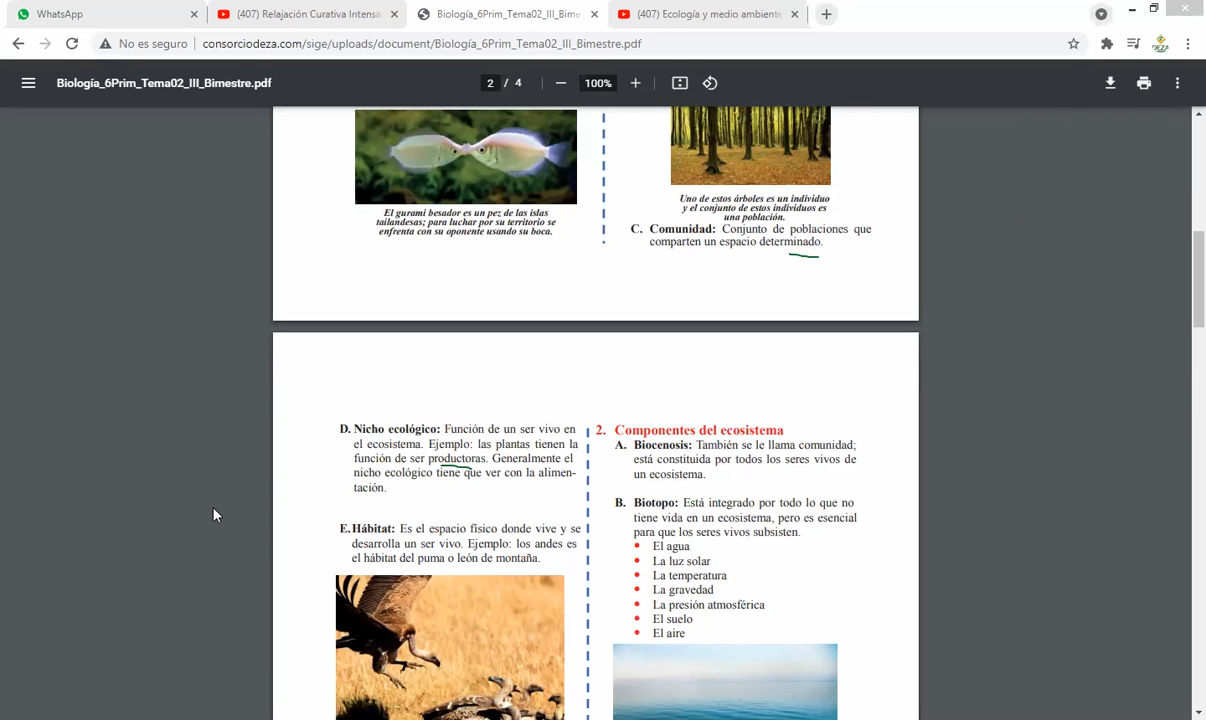 WhatsApp
(407) Relajación Curativa Intensa
Biología_6Prim_Tema02_III_Bime
(407) Ecología y medio ambiente
No es seguro
consorciodeza.com/sige/uploads/document/Biología_6Prim_Tema02_III_Bimestre.pdf
DEZA
Biología_6Prim_Tema02_III_Bimestre.pdf
2 / 4
100%
El gurami besador es un pez de las islas
tailandesas; para luchar por su territorio se
enfrenta con su oponente usando su boca.
Uno de estos árboles es un individuo
y el conjunto de estos individuos es
una población.
C. Comunidad: Conjunto de poblaciones que
comparten un espacio determinado.
D. Nicho ecológico: Función de un ser vivo en
el ecosistema. Ejemplo: las plantas tienen la
función de ser productoras. Generalmente el
nicho ecológico tiene que ver con la alimen-
tación.
E. Hábitat: Es el espacio físico donde vive y se
desarrolla un ser vivo. Ejemplo: los andes es
el hábitat del puma o león de montaña.
2. Componentes del ecosistema
A. Biocenosis: También se le llama comunidad;
está constituida por todos los seres vivos de
un ecosistema.
B. Biotopo: Está integrado por todo lo que no
tiene vida en un ecosistema, pero es esencial
para que los seres vivos subsisten.
• El agua
• La luz solar
• La temperatura
• La gravedad
• La presión atmosférica
• El suelo
• El aire